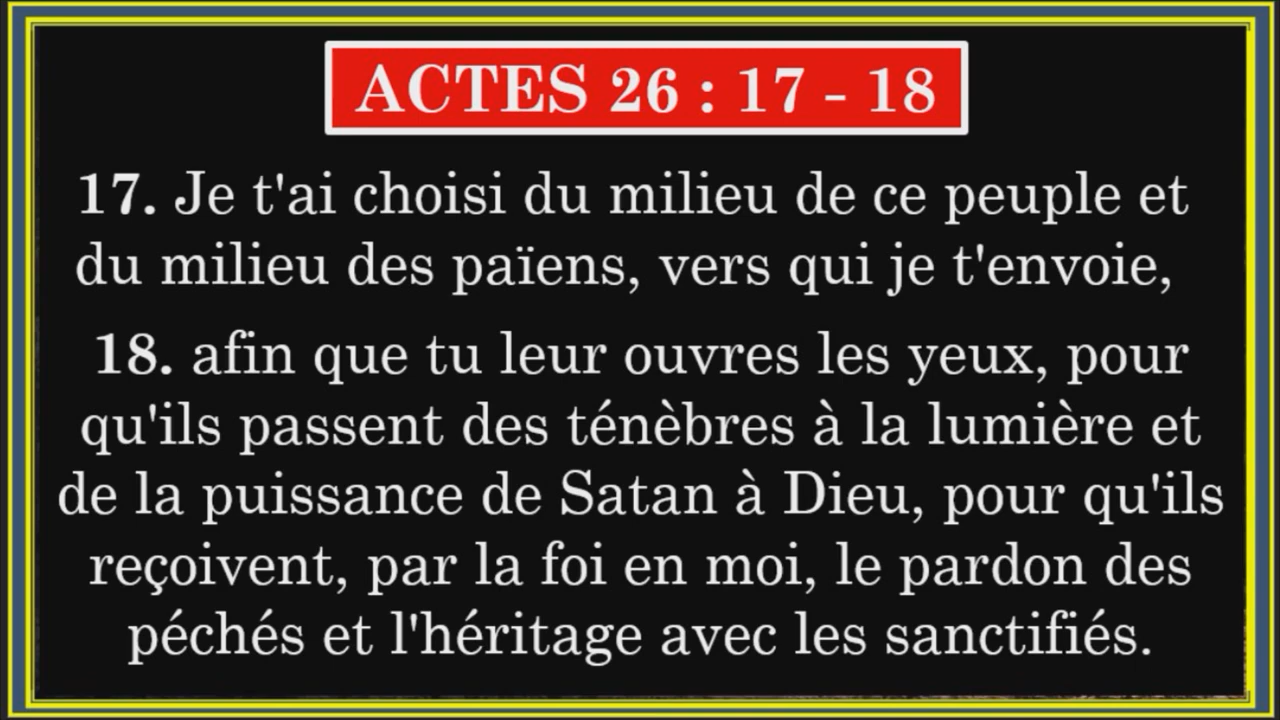 ACTES 26 : 17 - 18
17. Je t'ai choisi du milieu de ce peuple et
du milieu des païens, vers qui je t'envoie,
18. afin que tu leur ouvres les yeux, pour
qu'ils passent des ténèbres à la lumière et
de la puissance de Satan à Dieu, pour qu'ils
reçoivent, par la foi en moi, le pardon des
péchés et l'héritage avec les sanctifiés.